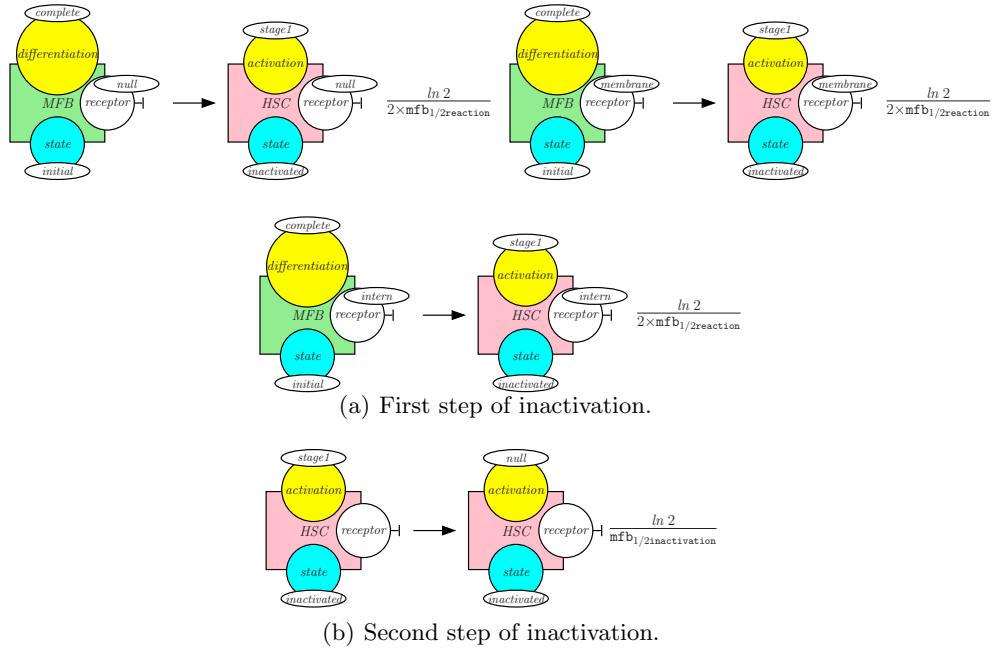 complete
differentiation
null
MFB
receptor
state
initial
stage1
activation
null
HSC
receptor
state
inactivated
ln 2
2×mfb1/2reaction
complete
differentiation
membrane
MFB
receptor
state
initial
stage1
activation
membrane
HSC
receptor
state
inactivated
ln 2
2×mfb1/2reaction
complete
differentiation
intern
MFB
receptor
state
initial
stage1
activation
intern
HSC
receptor
state
inactivated
ln 2
2×mfb1/2reaction
(a) First step of inactivation.
stage1
activation
HSC
receptor
state
inactivated
null
activation
HSC
receptor
state
inactivated
ln 2
mfb1/2inactivation
(b) Second step of inactivation.